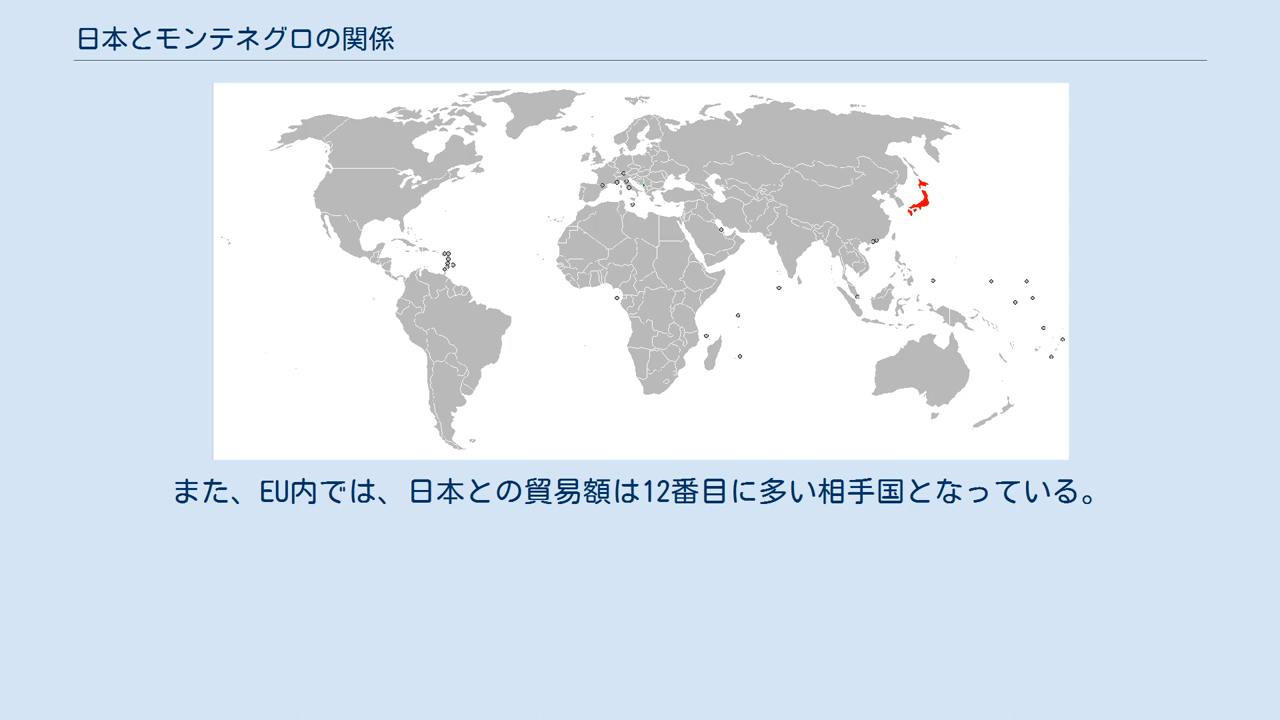 日本とモンテネグロの関係
また、EU内では、日本との貿易額は12番目に多い相手国となっている。